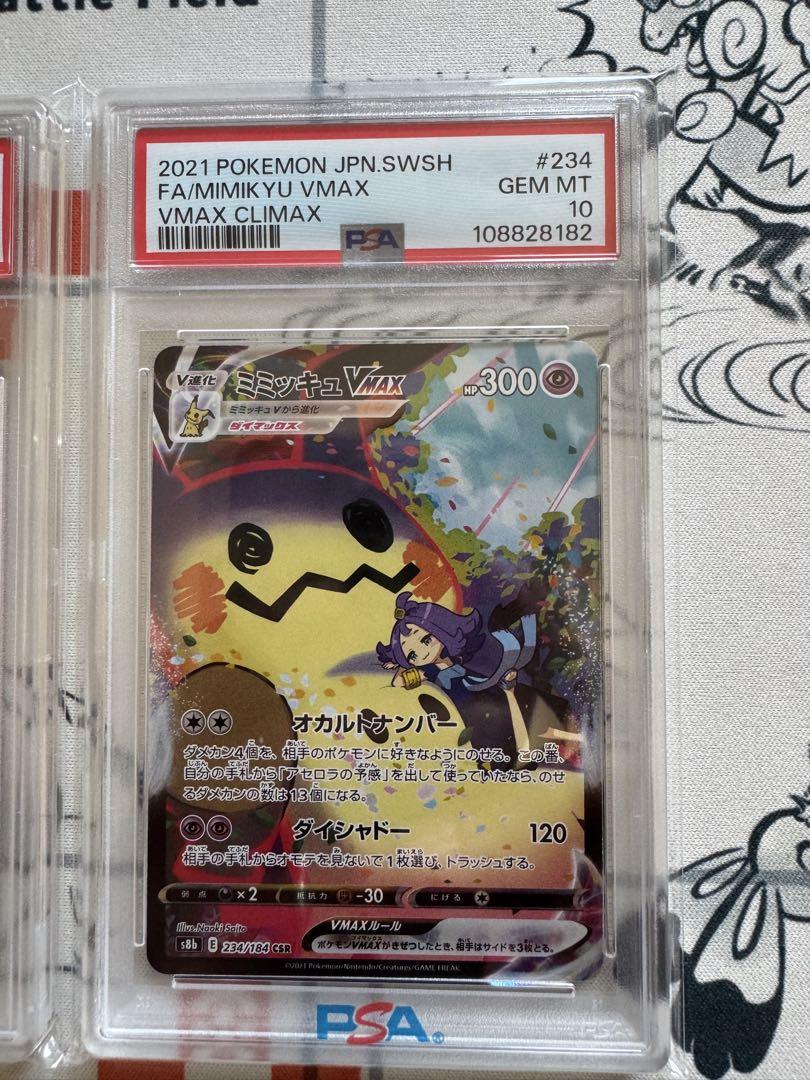 attle Field
2021 POKEMON JPN.SWSH #234
FA/MIMIKYU VMAX GEM MT
VMAX CLIMAX 10
PSA 108828182
V進化 ミミッキュVMAX HP300
ミミッキュVから進化
ダイマックス
オカルトナンバー
ダメカン4個を、相手のポケモンに好きなようにのせる。この番、
自分の手札から「アセロラの予感」を出して使っていたなら、のせ
るダメカンの数は13個になる。
ダイシャドー 120
相手の手札からオモテを見ないで1枚選び、トラッシュする。
弱点 ×2 抵抗力 -30 にげる
Illus.Naoki Saito
VMAXルール
ポケモンVMAXがきぜつしたとき、相手はサイドを3枚とる。
s8b E 234/184 CSR
©2021 Pokémon/Nintendo/Creatures/GAME FREAK.
PSA